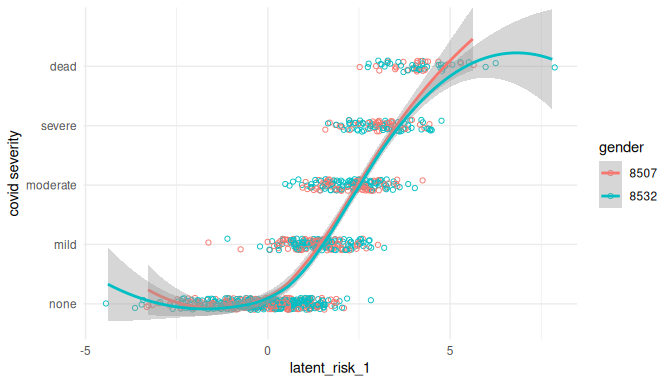 dead
severe
moderate
mild
none
covid severity
-5
0
5
latent_risk_1
gender
8507
8532